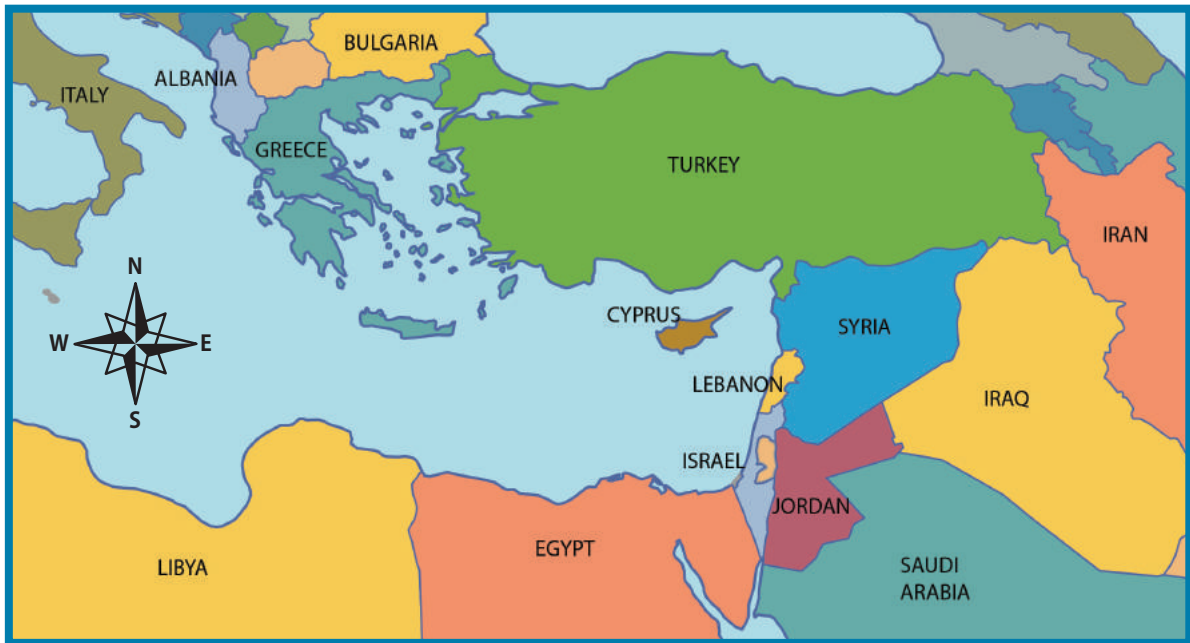 BULGARIA
ALBANIA
ITALY
GREECE
TURKEY
IRAN
N
W
E
S
CYPRUS
SYRIA
LEBANON
IRAQ
ISRAEL
JORDAN
EGYPT
LIBYA
SAUDI
ARABIA